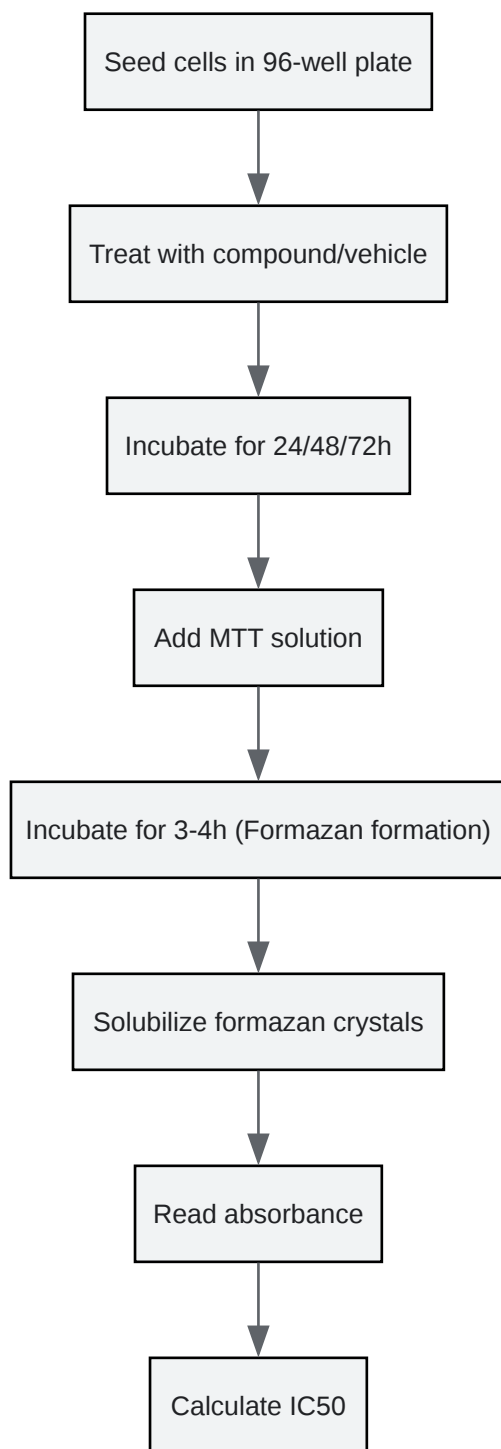 Seed cells in 96-well plate
Treat with compound/vehicle
Incubate for 24/48/72h
Add MTT solution
Incubate for 3-4h (Formazan formation)
Solubilize formazan crystals
Read absorbance
Calculate IC50